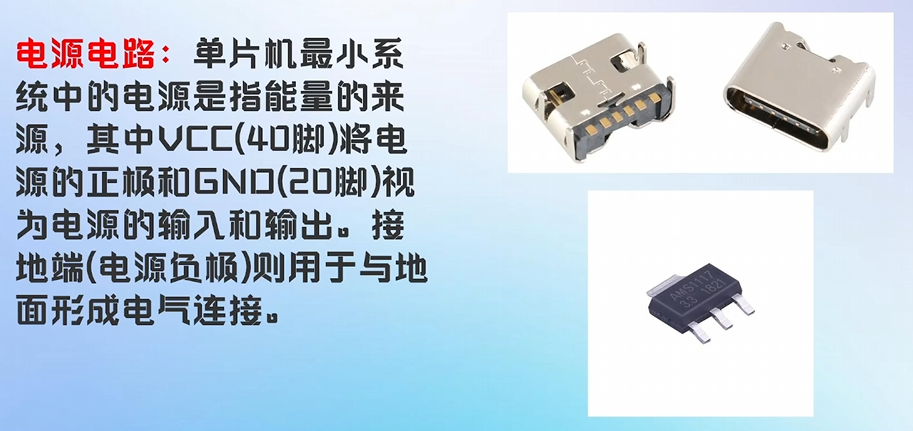 电源电路：单片机最小系
统中的电源是指能量的来
源，其中VCC(40脚)将电
源的正极和GND(20脚)视
为电源的输入和输出。接
地端(电源负极)则用于与地
面形成电气连接。
AMS1117
33 1821